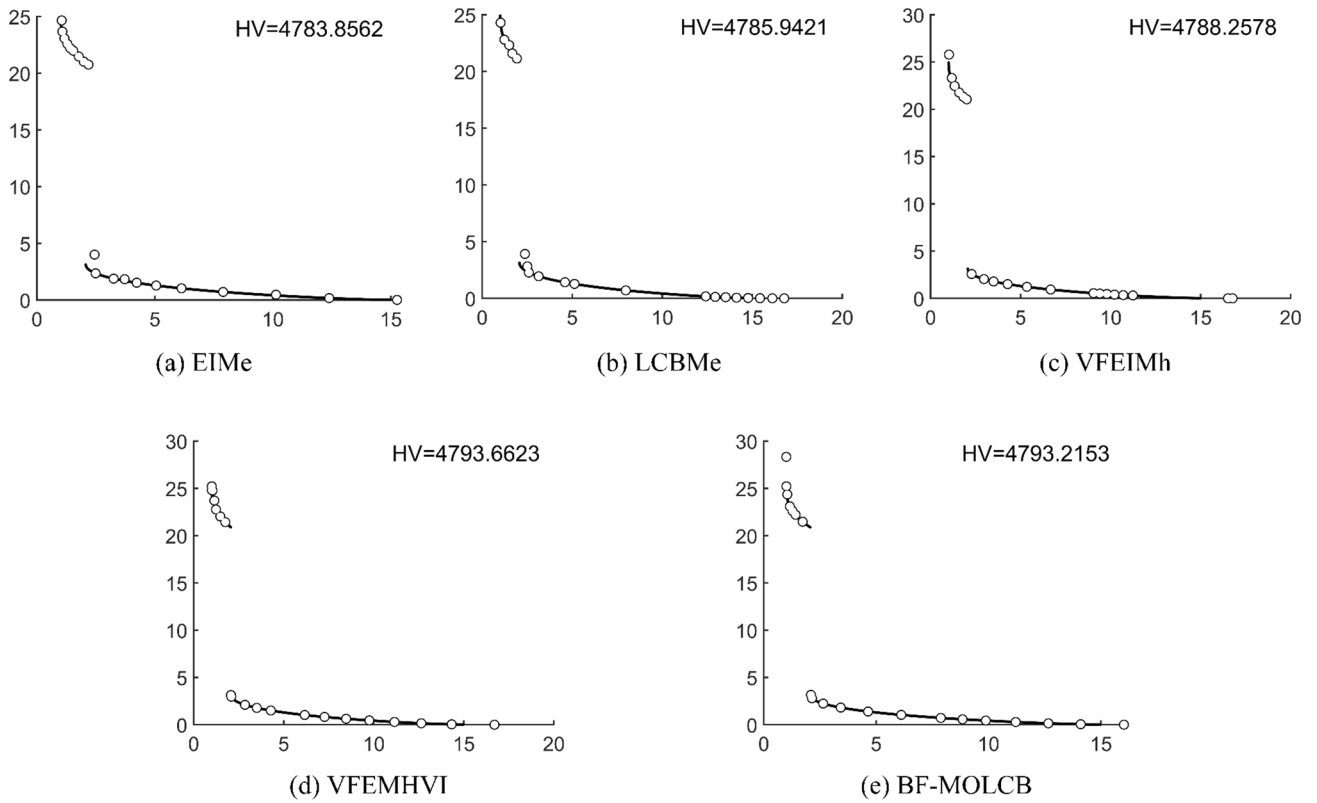 HV=4783.8562
25
20
15
10
5
0
0 5 10 15
(a) EIMe
HV=4785.9421
25
20
15
10
5
0
0 5 10 15 20
(b) LCBMe
HV=4788.2578
30
25
20
15
10
5
0
0 5 10 15 20
(c) VFEIMh
HV=4793.6623
30
25
20
15
10
5
0
0 5 10 15 20
(d) VFEMHVI
HV=4793.2153
30
25
20
15
10
5
0
0 5 10 15
(e) BF-MOLCB